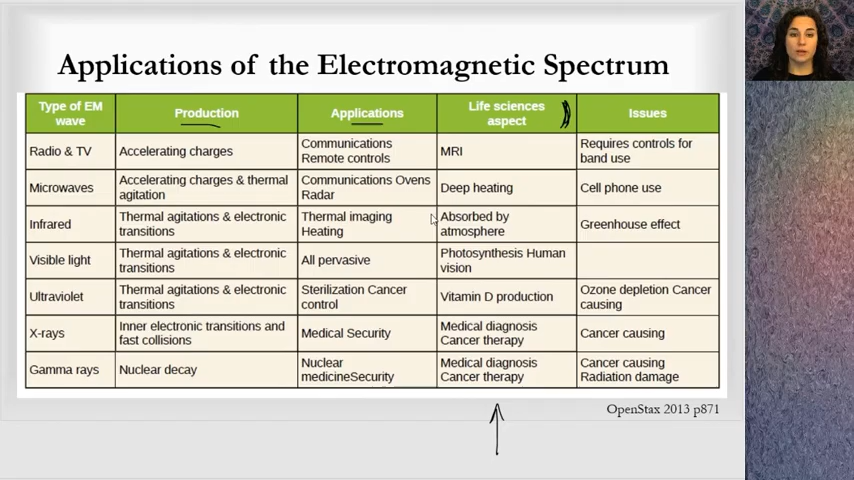 Applications of the Electromagnetic Spectrum
Type of EM wave | Production | Applications | Life sciences aspect | Issues
Radio & TV | Accelerating charges | Communications Remote controls | MRI | Requires controls for band use
Microwaves | Accelerating charges & thermal agitation | Communications Ovens Radar | Deep heating | Cell phone use
Infrared | Thermal agitations & electronic transitions | Thermal imaging Heating | Absorbed by atmosphere | Greenhouse effect
Visible light | Thermal agitations & electronic transitions | All pervasive | Photosynthesis Human vision |
Ultraviolet | Thermal agitations & electronic transitions | Sterilization Cancer control | Vitamin D production | Ozone depletion Cancer causing
X-rays | Inner electronic transitions and fast collisions | Medical Security | Medical diagnosis Cancer therapy | Cancer causing
Gamma rays | Nuclear decay | Nuclear medicineSecurity | Medical diagnosis Cancer therapy | Cancer causing Radiation damage
OpenStax 2013 p871